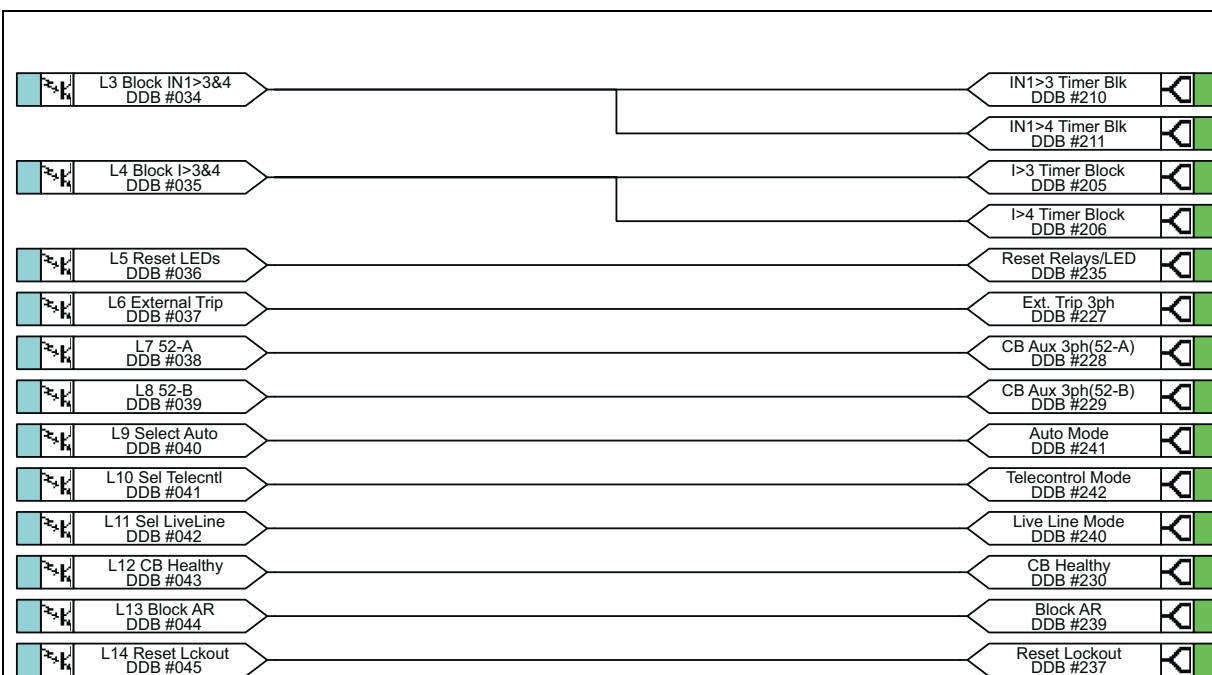 L3 Block IN1>3&4
DDB #034
IN1>3 Timer Blk
DDB #210
IN1>4 Timer Blk
DDB #211
L4 Block I>3&4
DDB #035
I>3 Timer Block
DDB #205
I>4 Timer Block
DDB #206
L5 Reset LEDs
DDB #036
Reset Relays/LED
DDB #235
L6 External Trip
DDB #037
Ext. Trip 3ph
DDB #227
L7 52-A
DDB #038
CB Aux 3ph(52-A)
DDB #228
L8 52-B
DDB #039
CB Aux 3ph(52-B)
DDB #229
L9 Select Auto
DDB #040
Auto Mode
DDB #241
L10 Sel Telecntl
DDB #041
Telecontrol Mode
DDB #242
L11 Sel LiveLine
DDB #042
Live Line Mode
DDB #240
L12 CB Healthy
DDB #043
CB Healthy
DDB #230
L13 Block AR
DDB #044
Block AR
DDB #239
L14 Reset Lckout
DDB #045
Reset Lockout
DDB #237